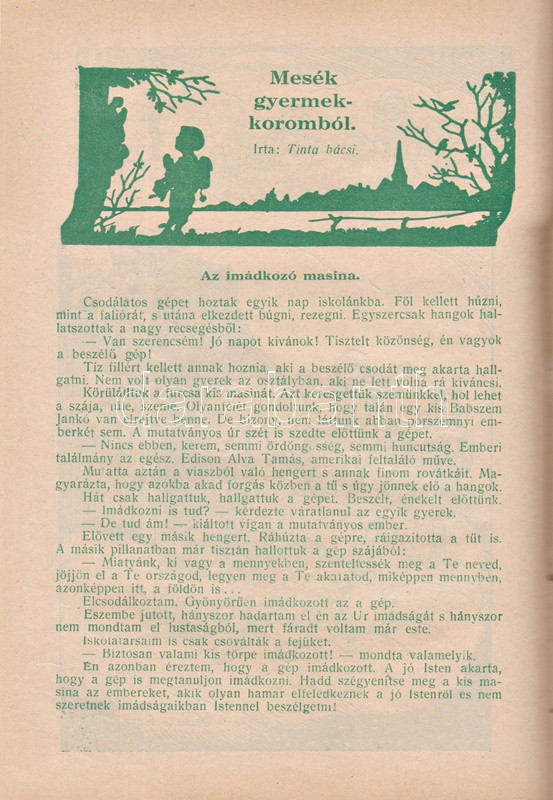 Mesék
gyermek-
koromból.
Irta: Tinta bácsi.
Az imádkozó masina.
Csodálatos gépet hoztak egyik nap iskolánkba. Föl kellett húzni,
mint a faliórát, s utána elkezdett búgni, rezegni. Egyszercsak hangok hal-
latszottak a nagy recsegésből:
— Van szerencsém! Jó napot kívánok! Tisztelt közönség, én vagyok
a beszélő gép!
Tíz fillért kellett annak hoznia, aki a beszélő csodát meg akarta hall-
gatni. Nem volt olyan gyerek az osztályban, aki ne lett volna rá kíváncsi.
Körülálltuk a furcsa kis masinát. Azt keresgettük szemünkkel, hol lehet
a szája, füle, szeme. Olyanfélét gondoltunk, hogy talán egy kis Babszem
Jankó van elrejtve benne. De bizony nem láttunk abban borszemnyi
emberkét sem. A mutatványos úr szét is szedte előttünk a gépet.
— Nincs ebben, kérem, semmi ördöngösség, semmi huncutság. Emberi
találmány az egész. Edison Alva Tamás, amerikai feltaláló műve.
Mutatta aztán a viaszból való hengert s annak finom rovátkáit. Ma-
gyarázta, hogy azokba akad forgás közben a tű s úgy jönnek elő a hangok.
Hát csak hallgattuk, hallgattuk a gépet. Beszélt, énekelt előttünk.
— Imádkozni is tud? — kérdezte váratlanul az egyik gyerek.
— De tud ám! — kiáltott vígan a mutatványos ember.
Elővett egy másik hengert. Ráhúzta a gépre, ráigazította a tűt is.
A másik pillanatban már tisztán hallottuk a gép szájából:
— Miatyánk, ki vagy a mennyekben, szenteltessék meg a Te neved,
jöjjön el a Te országod, legyen meg a Te akaratod, miképpen mennyben,
azonképpen itt, a földön is...
Elcsodálkoztam. Gyönyörűen imádkozott az a gép.
Eszembe jutott, hányszor hadartam el én az Úr imádságát s hányszor
nem mondtam el lustaságból, mert fáradt voltam már este.
Iskolatársaim is csak csóválták a fejüket.
— Biztosan valami kis törpe imádkozott! — mondta valamelyik.
Én azonban éreztem, hogy a gép imádkozott. A jó Isten akarta,
hogy a gép is megtanuljon imádkozni. Hadd szégyenítse meg a kis ma-
sina az embereket, akik olyan hamar elfeledkeznek a jó Istenről és nem
szeretnek imádságaikban Istennel beszélgetni!
darabanth